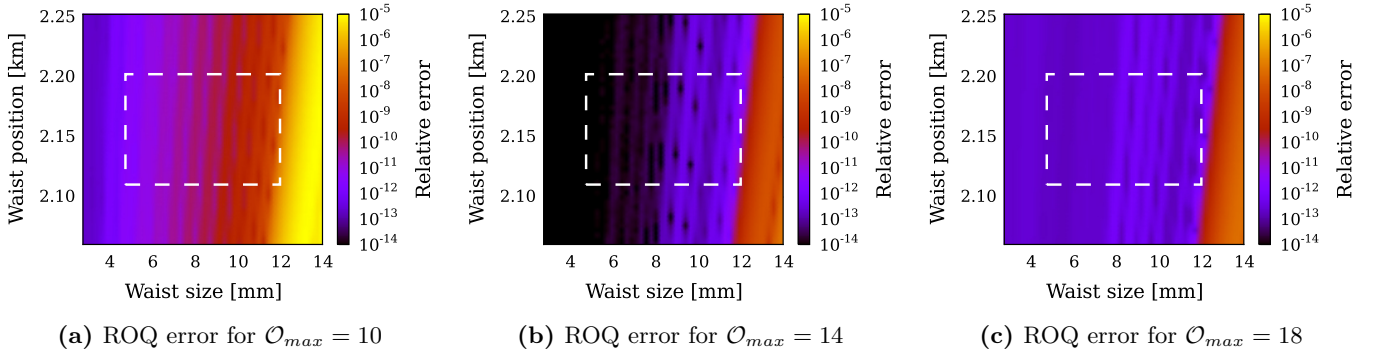 2.25
2.20
2.15
2.10
Waist position [km]
4 6 8 10 12 14
Waist size [mm]
10^-5
10^-6
10^-7
10^-8
10^-9
10^-10
10^-11
10^-12
10^-13
10^-14
Relative error
(a) ROQ error for 𝒪_max = 10
2.25
2.20
2.15
2.10
Waist position [km]
4 6 8 10 12 14
Waist size [mm]
10^-5
10^-6
10^-7
10^-8
10^-9
10^-10
10^-11
10^-12
10^-13
10^-14
Relative error
(b) ROQ error for 𝒪_max = 14
2.25
2.20
2.15
2.10
Waist position [km]
4 6 8 10 12 14
Waist size [mm]
10^-5
10^-6
10^-7
10^-8
10^-9
10^-10
10^-11
10^-12
10^-13
10^-14
Relative error
(c) ROQ error for 𝒪_max = 18